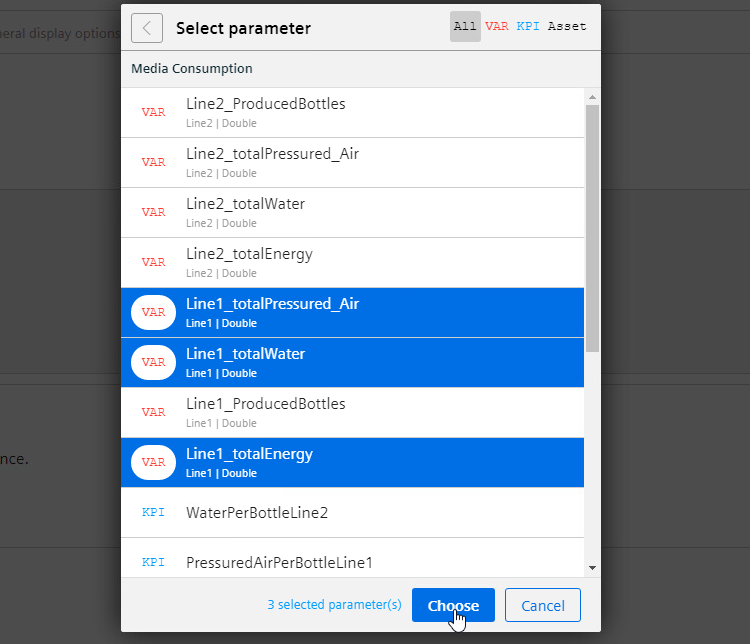 eral display options
Select parameter
All VAR KPI Asset
Media Consumption
VAR Line2_ProducedBottles
Line2 | Double
VAR Line2_totalPressured_Air
Line2 | Double
VAR Line2_totalWater
Line2 | Double
VAR Line2_totalEnergy
Line2 | Double
VAR Line1_totalPressured_Air
Line1 | Double
VAR Line1_totalWater
Line1 | Double
VAR Line1_ProducedBottles
Line1 | Double
VAR Line1_totalEnergy
Line1 | Double
nce.
KPI WaterPerBottleLine2
KPI PressuredAirPerBottleLine1
3 selected parameter(s) Choose Cancel